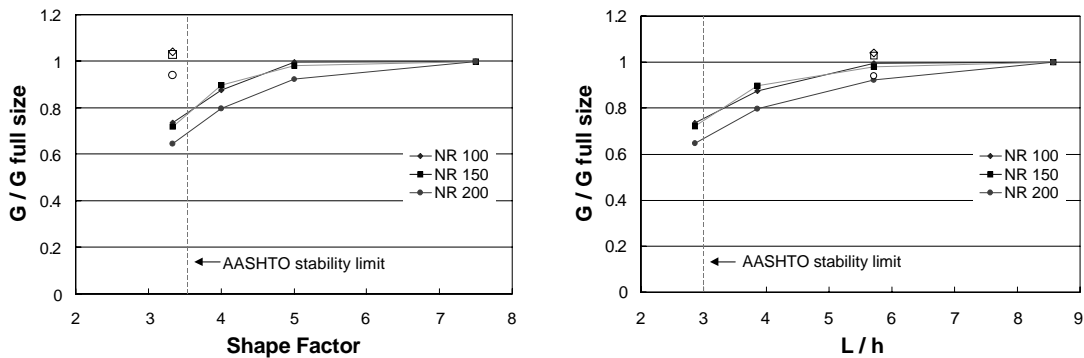 1.2
1
0.8
0.6
0.4
0.2
0
G / G full size
NR 100
NR 150
NR 200
AASHTO stability limit
2 3 4 5 6 7 8
Shape Factor
1.2
1
0.8
0.6
0.4
0.2
0
G / G full size
NR 100
NR 150
NR 200
AASHTO stability limit
2 3 4 5 6 7 8 9
L / h